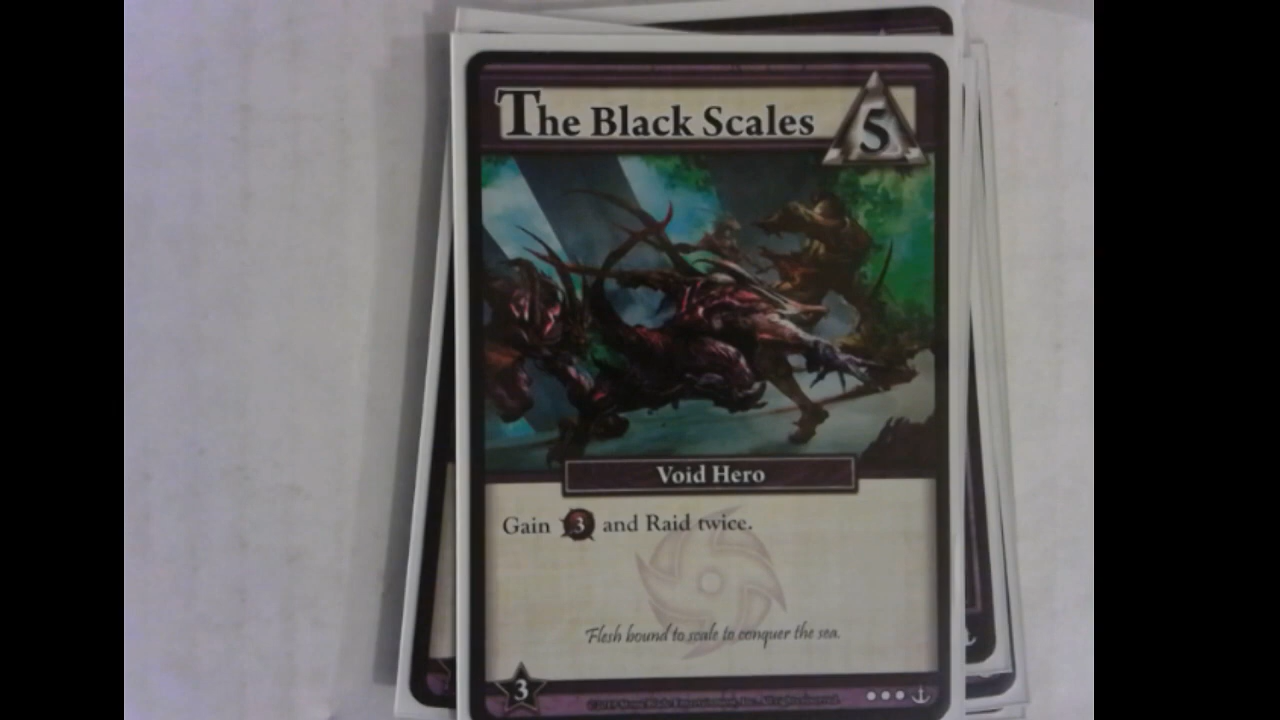 The Black Scales
5
Void Hero
Gain 3 and Raid twice.
Flesh bound to scale to conquer the sea.
3